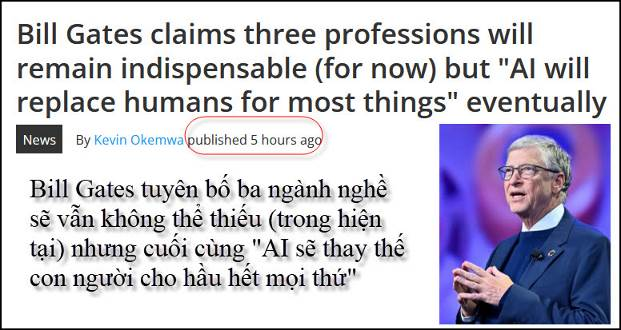 Bill Gates claims three professions will
remain indispensable (for now) but "AI will
replace humans for most things" eventually
News By Kevin Okemwa published 5 hours ago
Bill Gates tuyên bố ba ngành nghề
sẽ vẫn không thể thiếu (trong hiện
tại) nhưng cuối cùng "AI sẽ thay thế
con người cho hầu hết mọi thứ"